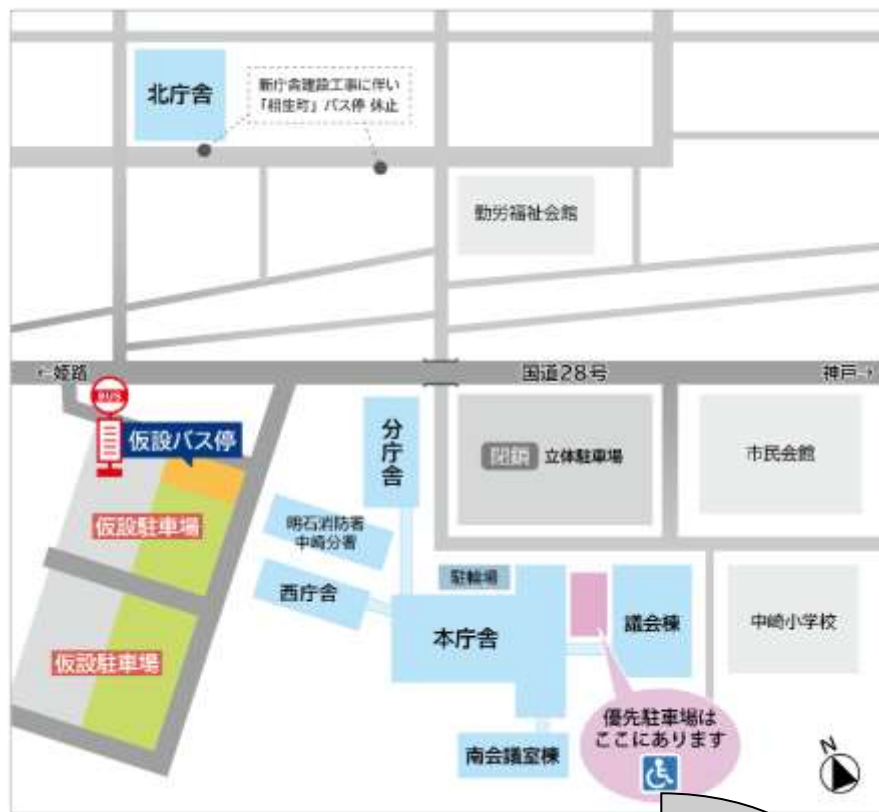 北庁舎
新庁舎建設工事に伴い
「相生町」バス停 休止
勤労福祉会館
←姫路
国道28号
神戸→
BUS
仮設バス停
分庁舎
閉鎖 立体駐車場
市民会館
仮設駐車場
明石消防署
中崎分署
西庁舎
駐輪場
本庁舎
議会棟
中崎小学校
仮設駐車場
優先駐車場は
ここにあります
南会議室棟
N